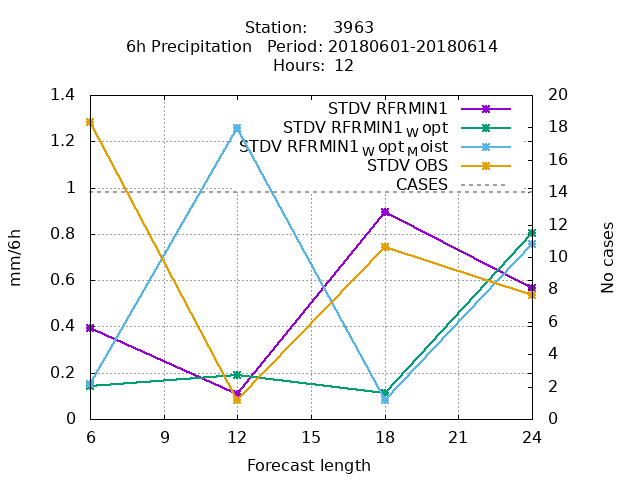 Station:     3963
6h Precipitation   Period: 20180601-20180614
Hours:  12
1.4
1.2
1
0.8
0.6
0.4
0.2
0
20
18
16
14
12
10
8
6
4
2
0
STDV RFRMIN1
STDV RFRMIN1_W opt
STDV RFRMIN1_W opt_M oist
STDV OBS
CASES
mm/6h
No cases
6 9 12 15 18 21 24
Forecast length